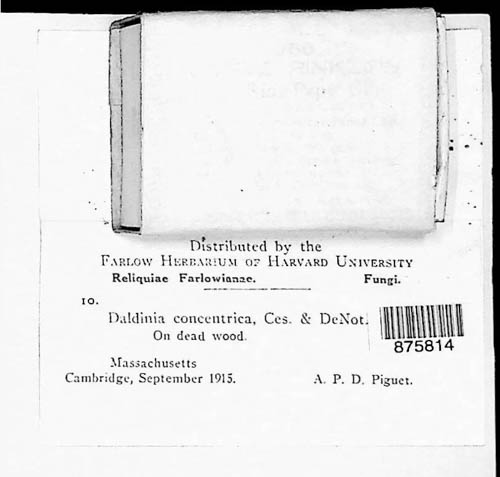 Distributed by the
FARLOW HERBARIUM OF HARVARD UNIVERSITY
Reliquiae Farlowianae. Fungi.
10.
Daldinia concentrica, Ces. & DeNot.
On dead wood.
875814
Massachusetts
Cambridge, September 1915. A. P. D. Piguet.